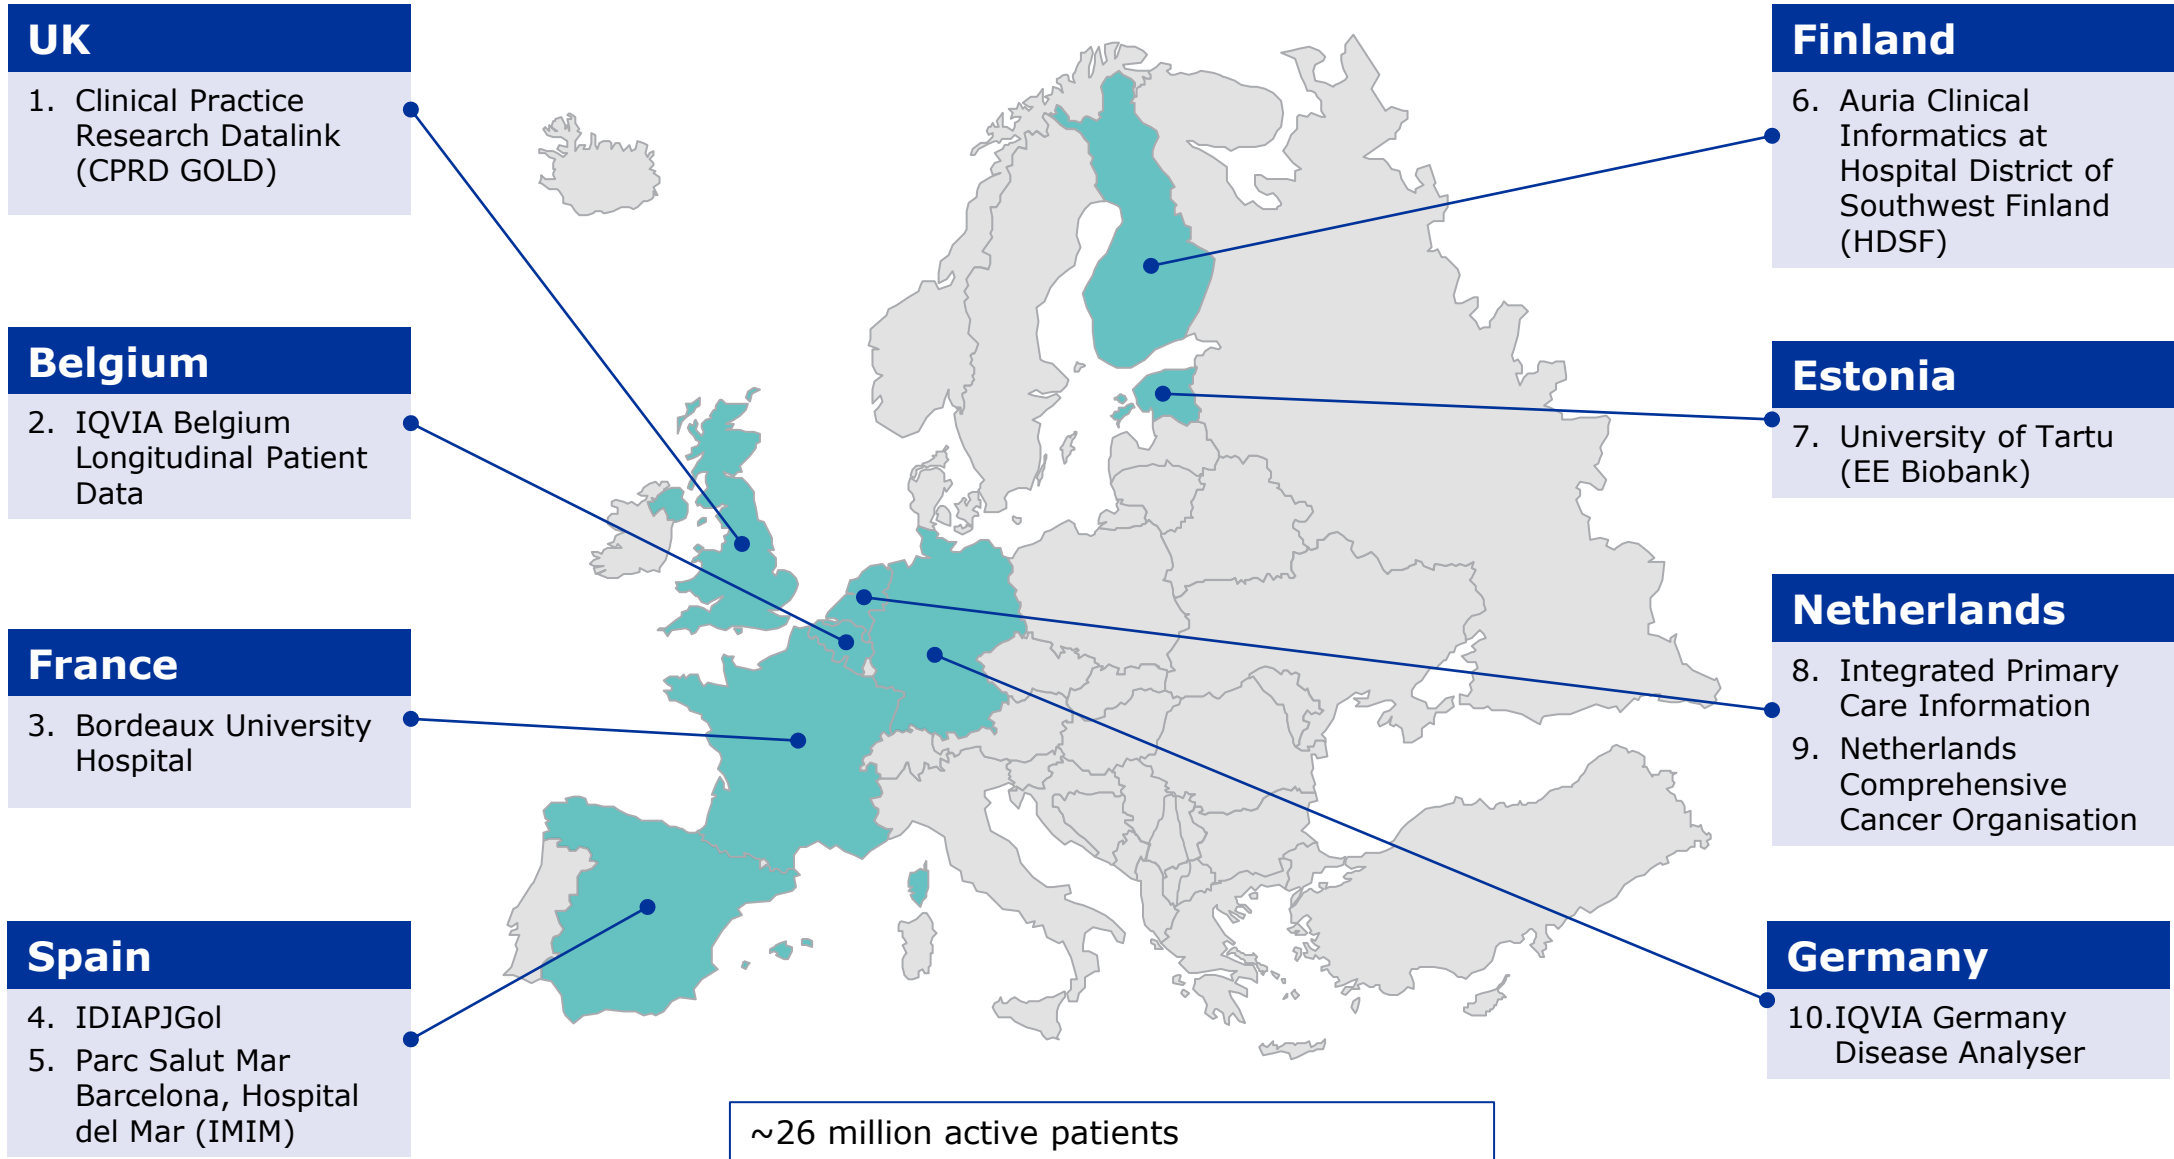 UK
1. Clinical Practice
Research Datalink
(CPRD GOLD)
Belgium
2. IQVIA Belgium
Longitudinal Patient
Data
France
3. Bordeaux University
Hospital
Spain
4. IDIAPJGol
5. Parc Salut Mar
Barcelona, Hospital
del Mar (IMIM)
Finland
6. Auria Clinical
Informatics at
Hospital District of
Southwest Finland
(HDSF)
Estonia
7. University of Tartu
(EE Biobank)
Netherlands
8. Integrated Primary
Care Information
9. Netherlands
Comprehensive
Cancer Organisation
Germany
10.IQVIA Germany
Disease Analyser
~26 million active patients